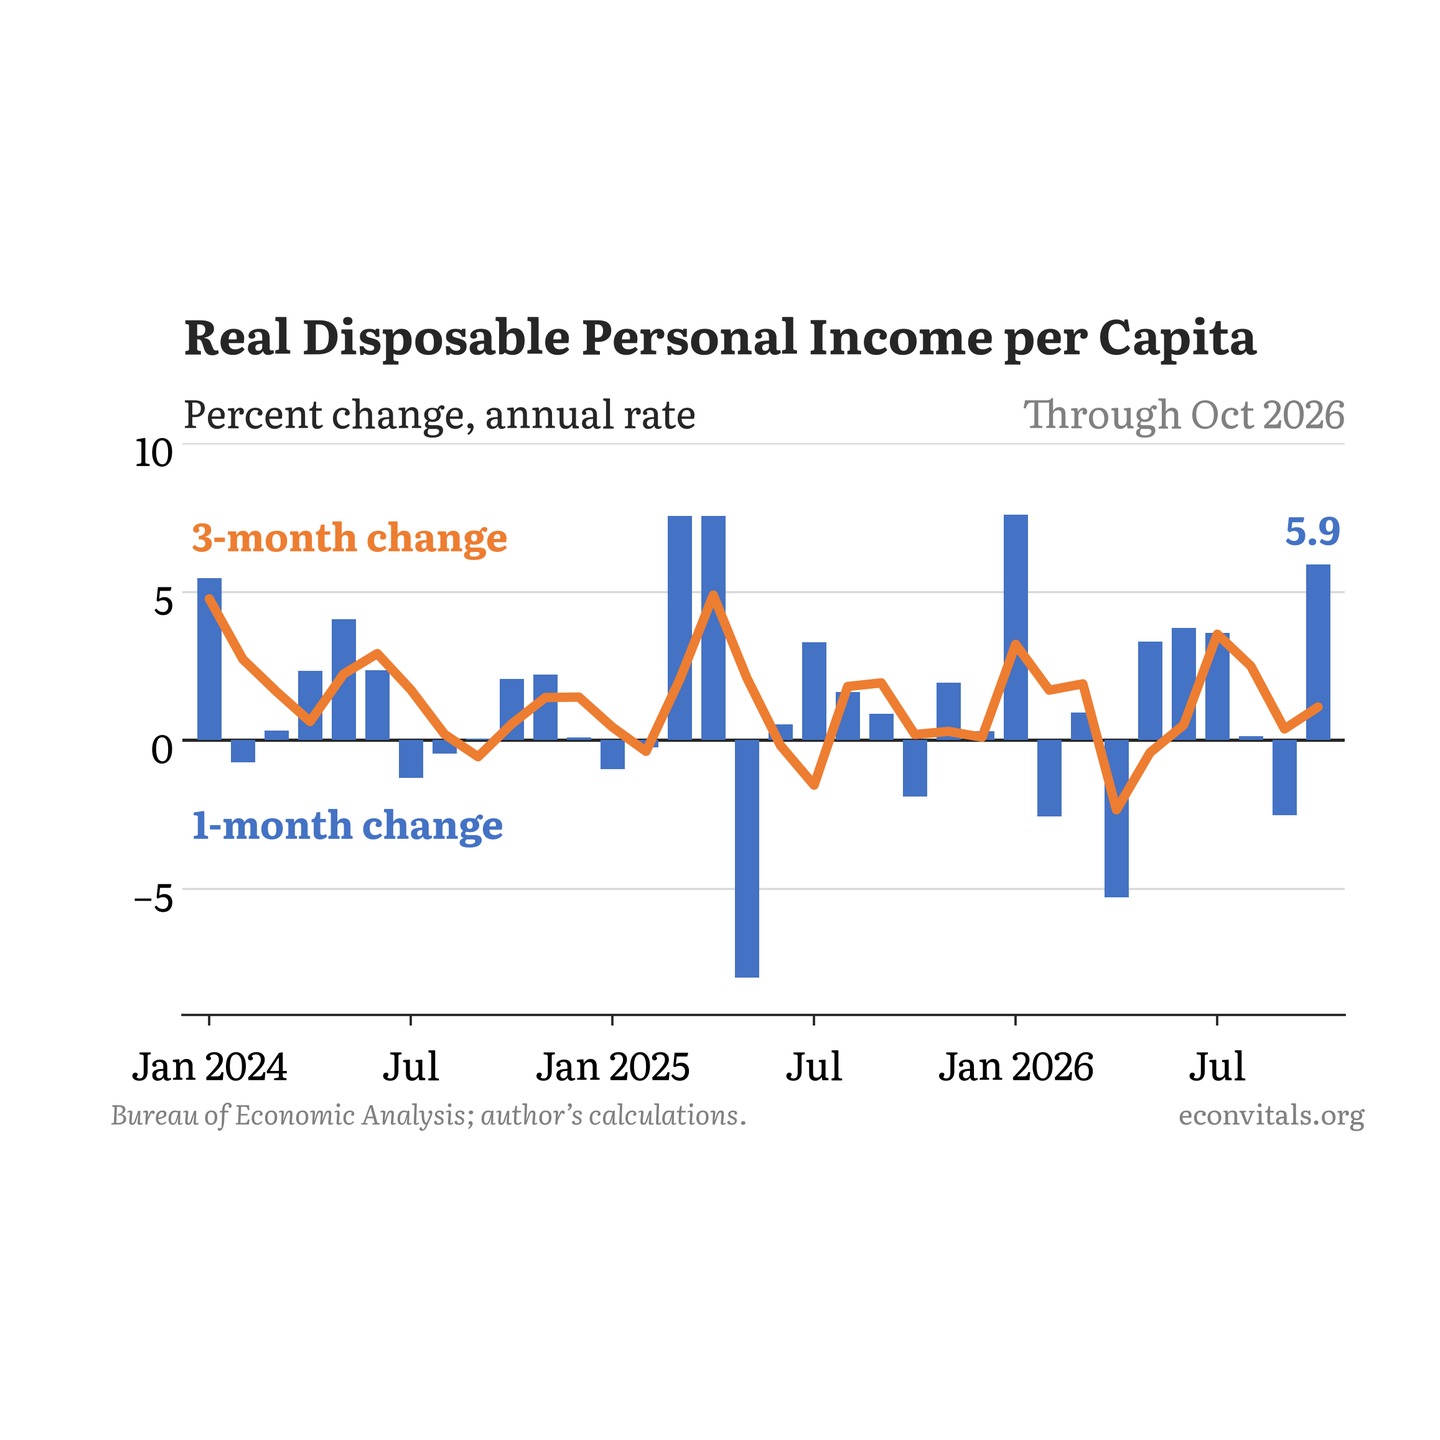 Real Disposable Personal Income per Capita
Percent change, annual rate
Through Oct 2026
10
3-month change
5.9
5
0
1-month change
−5
Jan 2024 Jul Jan 2025 Jul Jan 2026 Jul
Bureau of Economic Analysis; author’s calculations.
econvitals.org